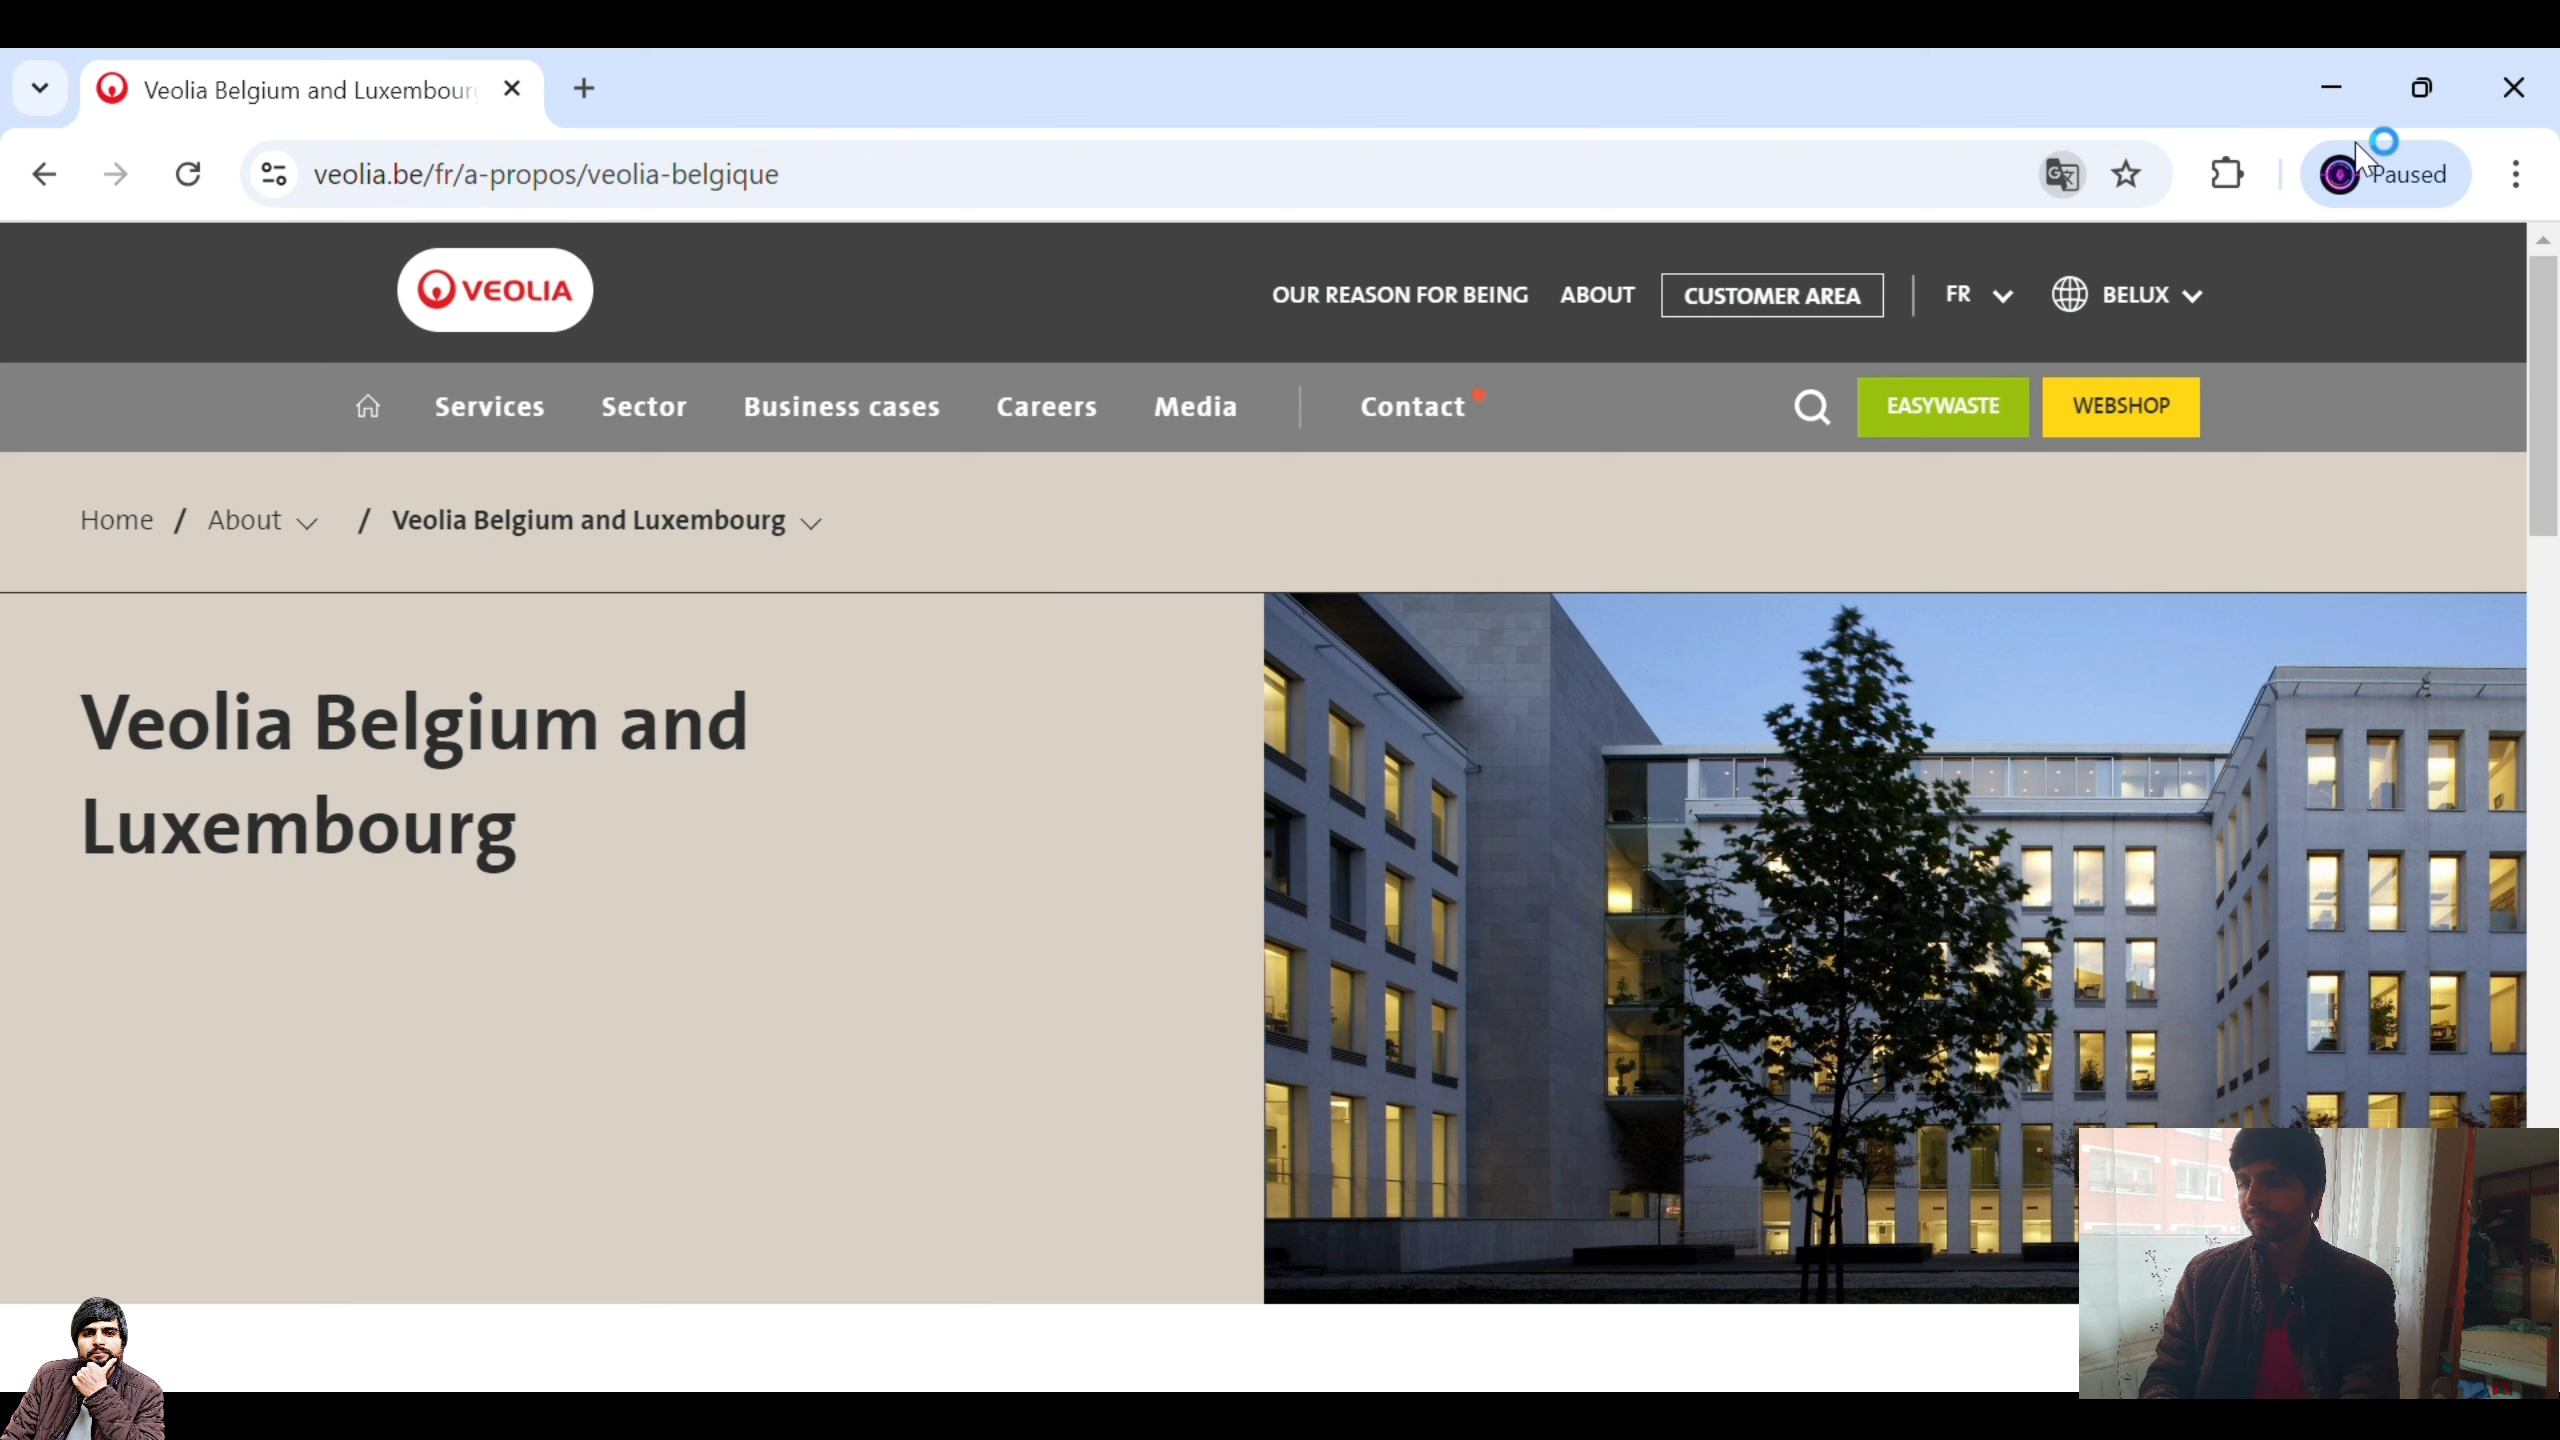 Veolia Belgium and Luxembour
veolia.be/fr/a-propos/veolia-belgique
Paused
VEOLIA
OUR REASON FOR BEING ABOUT CUSTOMER AREA FR BELUX
Services Sector Business cases Careers Media Contact EASYWASTE WEBSHOP
Home / About / Veolia Belgium and Luxembourg
Veolia Belgium and
Luxembourg